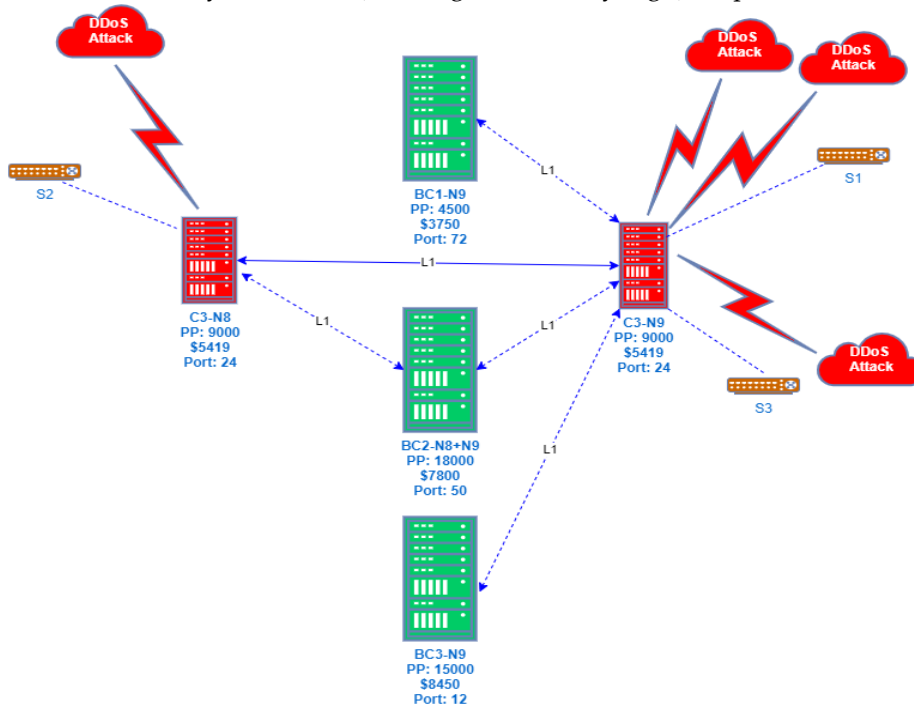 DDoS
Attack
DDoS
Attack
DDoS
Attack
S2
S1
L1
BC1-N9
PP: 4500
$3750
Port: 72
L1
C3-N8
PP: 9000
$5419
Port: 24
C3-N9
PP: 9000
$5419
Port: 24
L1
L1
DDoS
Attack
S3
BC2-N8+N9
PP: 18000
$7800
Port: 50
L1
BC3-N9
PP: 15000
$8450
Port: 12